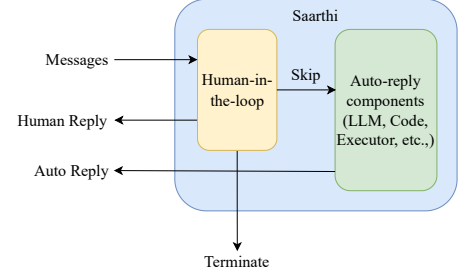 Saarthi
Messages
Human Reply
Auto Reply
Human-in-
the-loop
Skip
Auto-reply
components
(LLM, Code,
Executor, etc.,)
Terminate